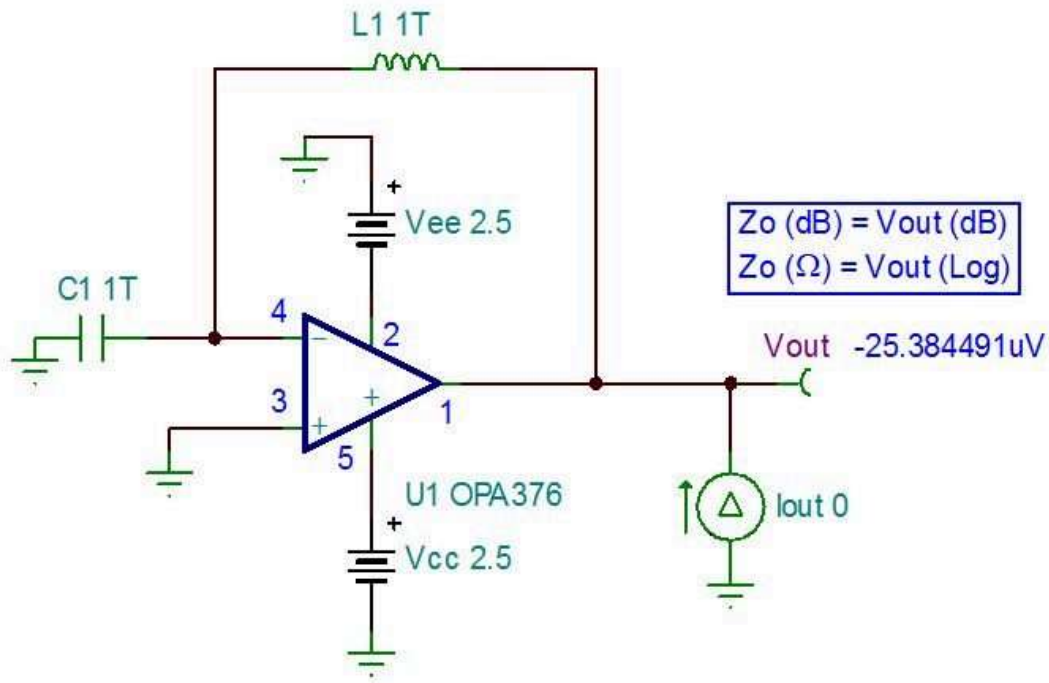 L1 1T
+
Vee 2.5
Zo (dB) = Vout (dB)
Zo (Ω) = Vout (Log)
C1 1T
4
2
Vout -25.384491uV
3
1
+
+
5
U1 OPA376
+
Vcc 2.5
Iout 0